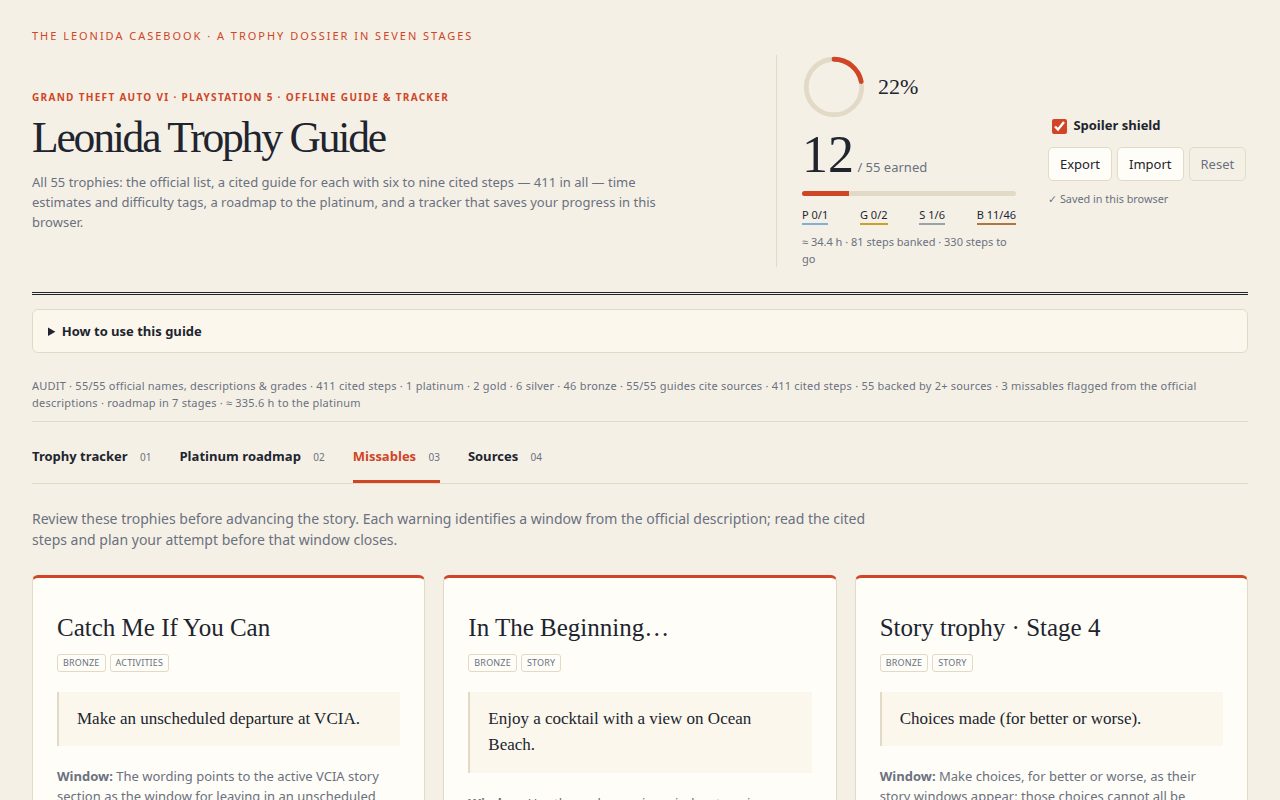 THE LEONIDA CASEBOOK · A TROPHY DOSSIER IN SEVEN STAGES
GRAND THEFT AUTO VI · PLAYSTATION 5 · OFFLINE GUIDE & TRACKER
Leonida Trophy Guide
All 55 trophies: the official list, a cited guide for each with six to nine cited steps — 411 in all — time
estimates and difficulty tags, a roadmap to the platinum, and a tracker that saves your progress in this
browser.
22%
12 / 55 earned
P 0/1 G 0/2 S 1/6 B 11/46
≈ 34.4 h · 81 steps banked · 330 steps to
go
Spoiler shield
Export Import Reset
✓ Saved in this browser
▶ How to use this guide
AUDIT · 55/55 official names, descriptions & grades · 411 cited steps · 1 platinum · 2 gold · 6 silver · 46 bronze · 55/55 guides cite sources · 411 cited steps · 55 backed by 2+ sources · 3 missables flagged from the official
descriptions · roadmap in 7 stages · ≈ 335.6 h to the platinum
Trophy tracker 01 Platinum roadmap 02 Missables 03 Sources 04
Review these trophies before advancing the story. Each warning identifies a window from the official description; read the cited
steps and plan your attempt before that window closes.
Catch Me If You Can
BRONZE ACTIVITIES
Make an unscheduled departure at VCIA.
Window: The wording points to the active VCIA story
section as the window for leaving in an unscheduled
In The Beginning…
BRONZE STORY
Enjoy a cocktail with a view on Ocean
Beach.
Story trophy · Stage 4
BRONZE STORY
Choices made (for better or worse).
Window: Make choices, for better or worse, as their
story windows appear; those choices cannot all be